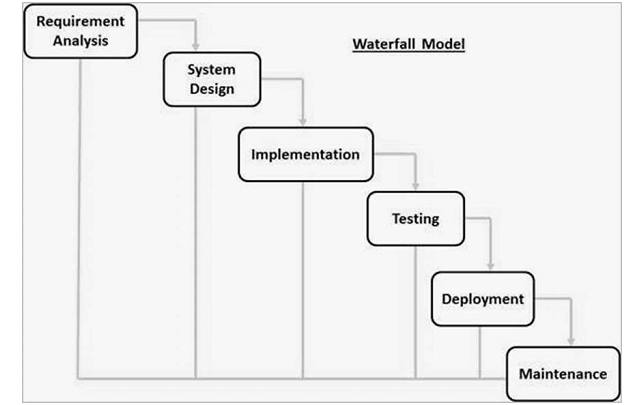 Requirement
Analysis
Waterfall Model
System
Design
Implementation
Testing
Deployment
Maintenance